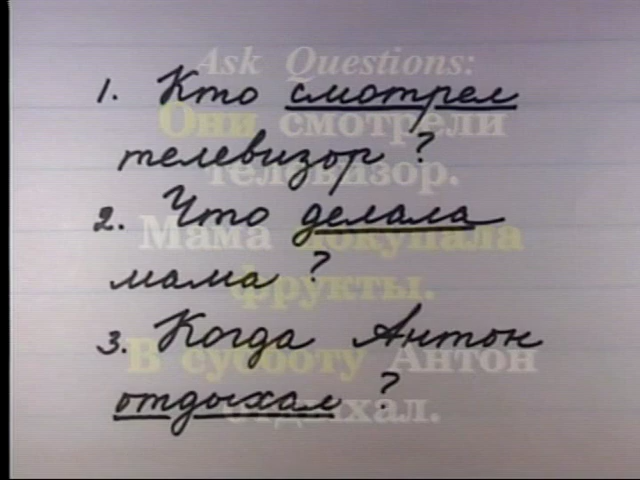 Ask Questions:
1. Кто смотрел
Они смотрели
телевизор?
телевизор.
2. Что делала
Мама покупала
мама?
фрукты.
3. Когда Антон
В субботу Антон
отдыхал?
отдыхал.